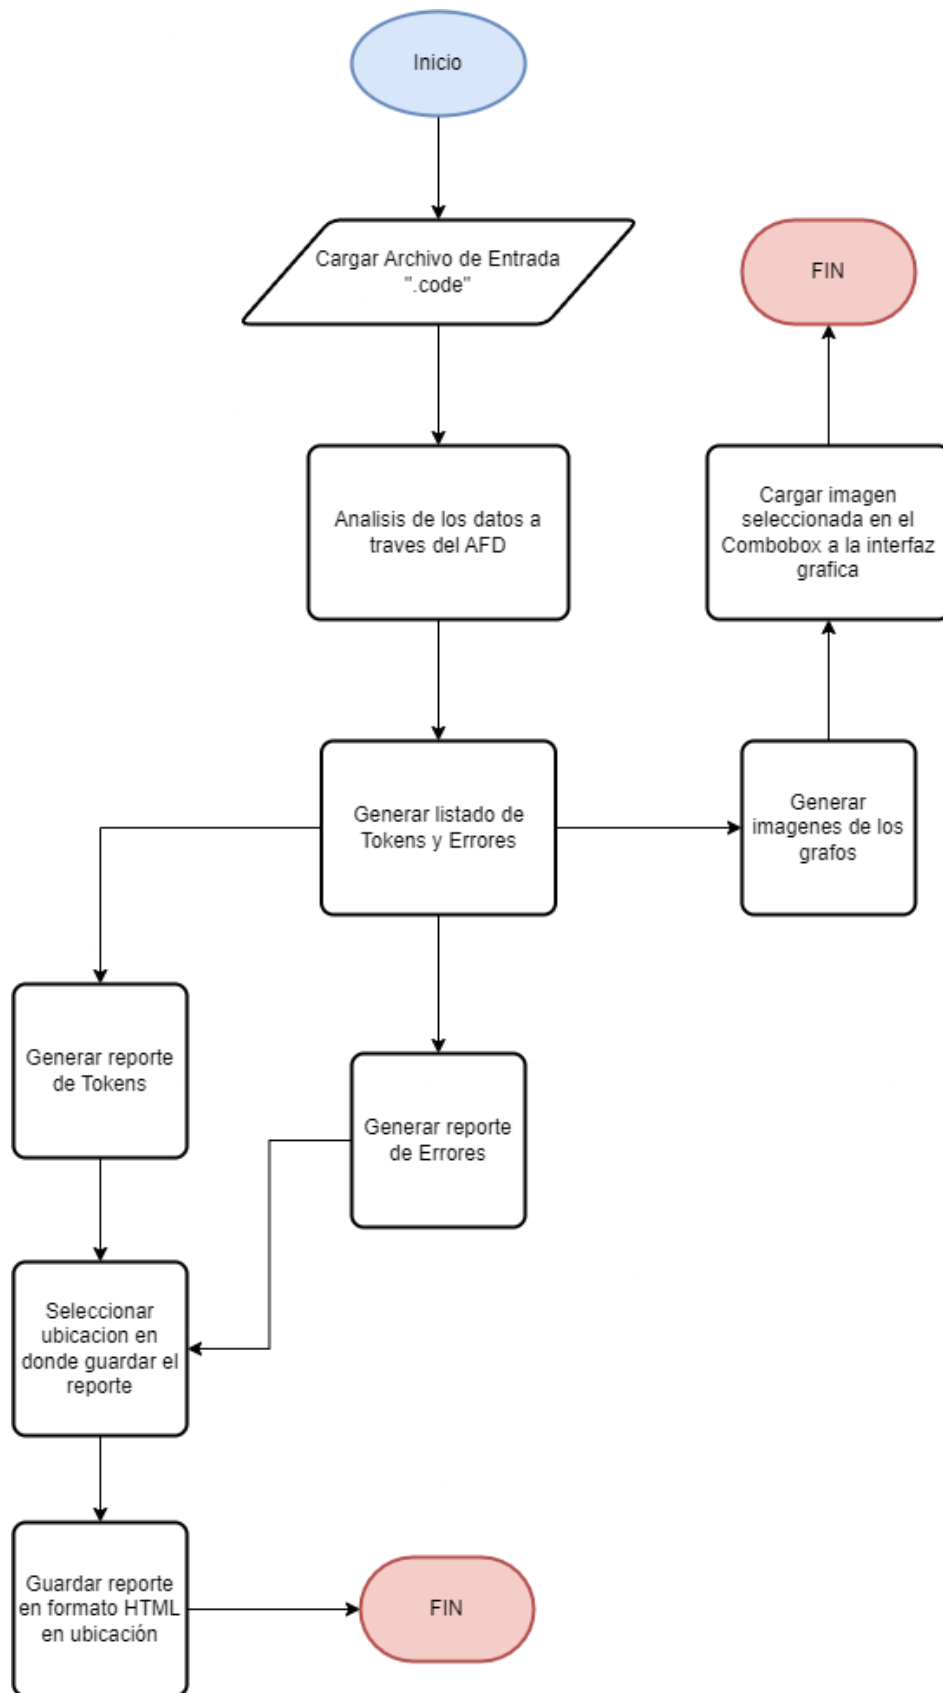 Inicio
Cargar Archivo de Entrada
".code"
FIN
Analisis de los datos a
traves del AFD
Cargar imagen
seleccionada en el
Combobox a la interfaz
grafica
Generar listado de
Tokens y Errores
Generar
imagenes de los
grafos
Generar reporte
de Tokens
Generar reporte
de Errores
Seleccionar
ubicacion en
donde guardar el
reporte
Guardar reporte
en formato HTML
en ubicación
FIN